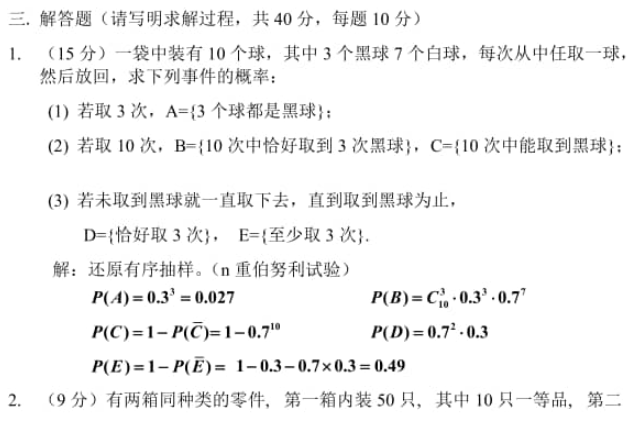 三. 解答题（请写明求解过程，共 40 分，每题 10 分）
1. （15 分）一袋中装有 10 个球，其中 3 个黑球 7 个白球，每次从中任取一球，
然后放回，求下列事件的概率：
(1) 若取 3 次，A={3 个球都是黑球}；
(2) 若取 10 次，B={10 次中恰好取到 3 次黑球}，C={10 次中能取到黑球}；
(3) 若未取到黑球就一直取下去，直到取到黑球为止，
D={恰好取 3 次}， E={至少取 3 次}.
解：还原有序抽样。（n 重伯努利试验）
P(A) = 0.3³ = 0.027 P(B) = C₁₀³ · 0.3³ · 0.7⁷
P(C) = 1 − P(C̅) = 1 − 0.7¹⁰ P(D) = 0.7² · 0.3
P(E) = 1 − P(E̅) = 1 − 0.3 − 0.7 × 0.3 = 0.49
2. （9 分）有两箱同种类的零件，第一箱内装 50 只，其中 10 只一等品，第二